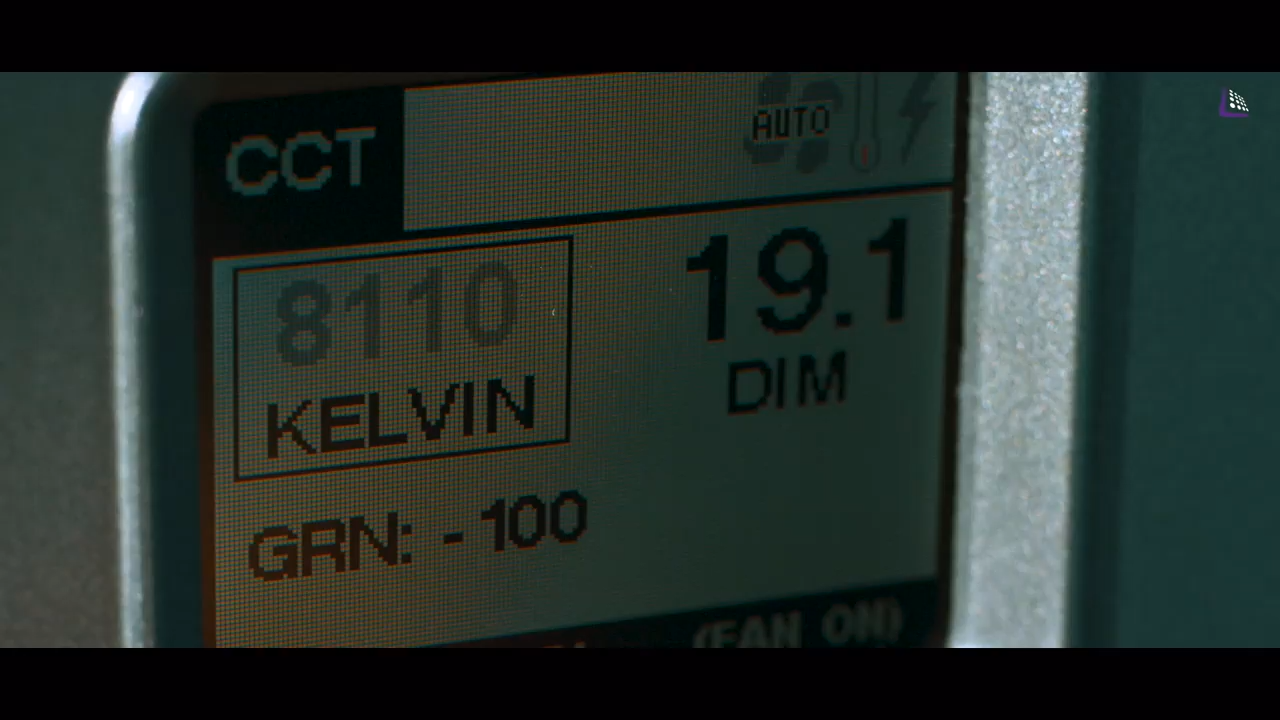 CCT
AUTO
8110
KELVIN
19.1
DIM
GRN: -100
(FAN ON)